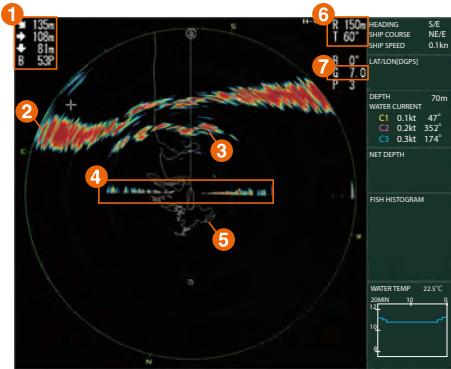 1
135m
108m
81m
B 53P
6
R 150m
T 60°
7
B 0°
G 7.0
P 3
HEADING S/E
SHIP COURSE NE/E
SHIP SPEED 0.1kn
LAT/LON[DGPS]
DEPTH 70m
WATER CURRENT
C1 0.1kt 47°
C2 0.2kt 352°
C3 0.3kt 174°
NET DEPTH
FISH HISTOGRAM
WATER TEMP 22.5°C
20MIN 10 0
12
10
8
2
3
4
5
S
E
W
N